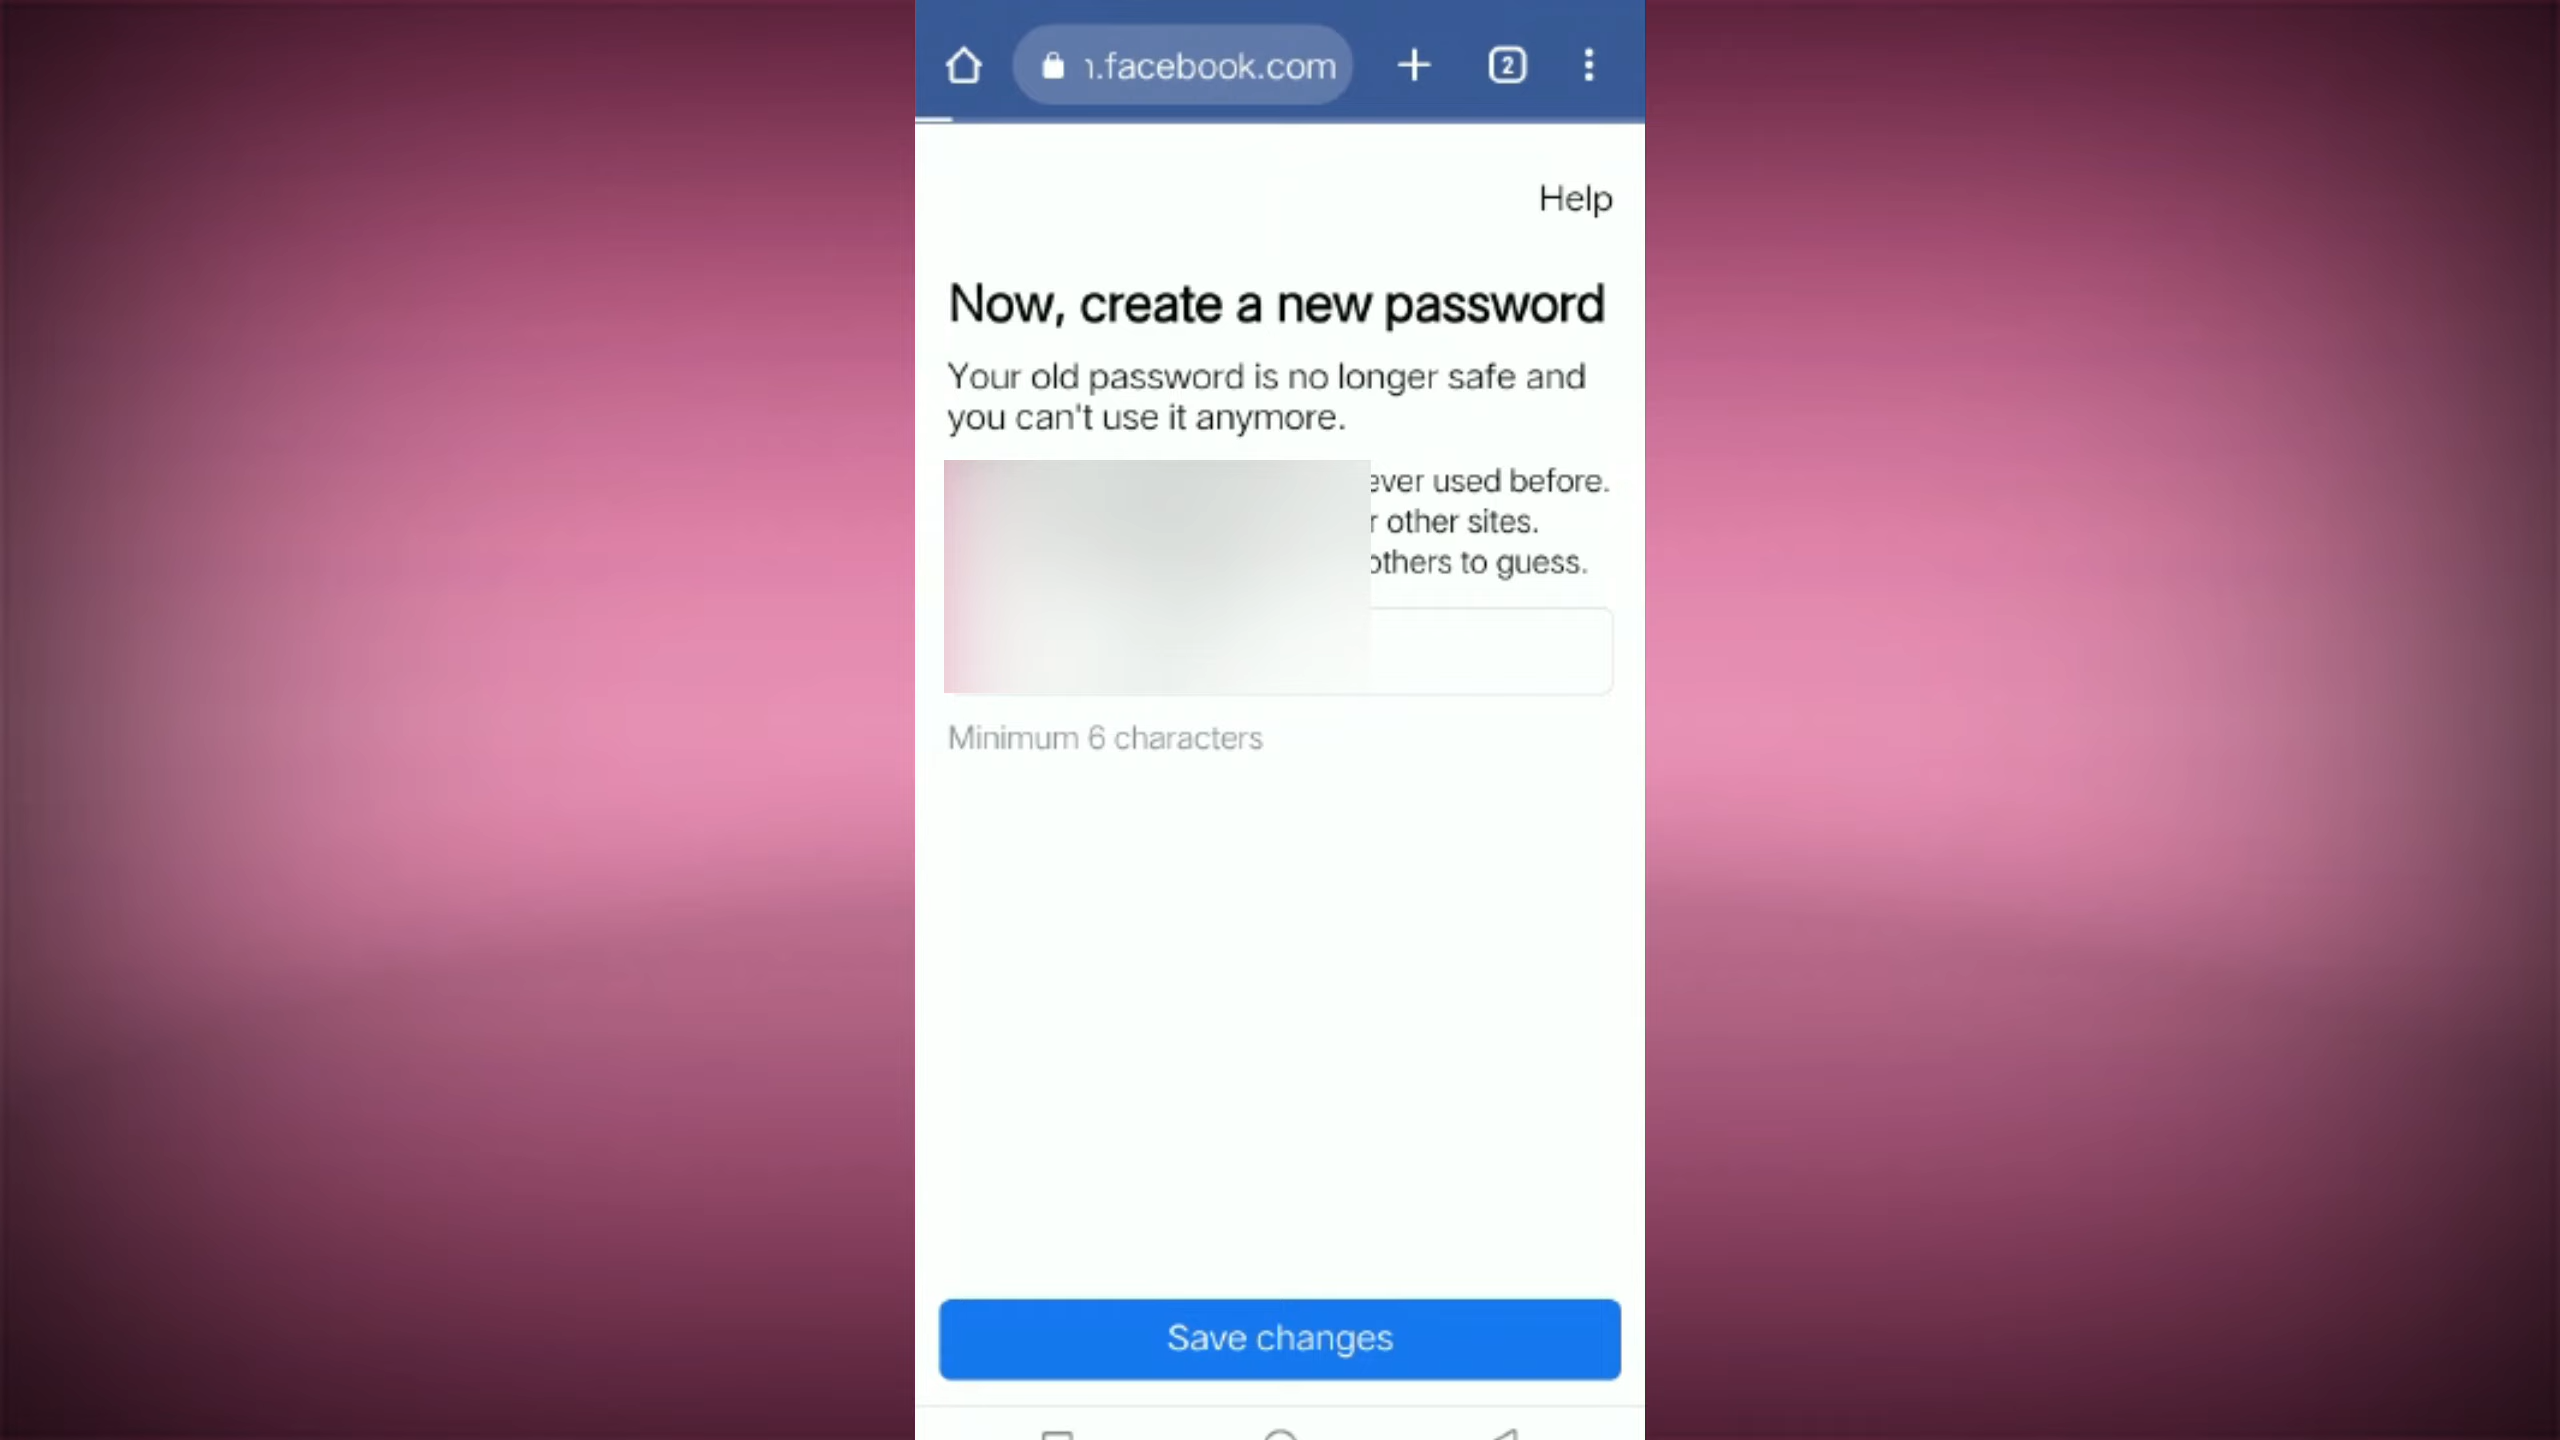 .facebook.com
2
Help
Now, create a new password
Your old password is no longer safe and
you can't use it anymore.
used before.
other sites.
others to guess.
Minimum 6 characters
Save changes